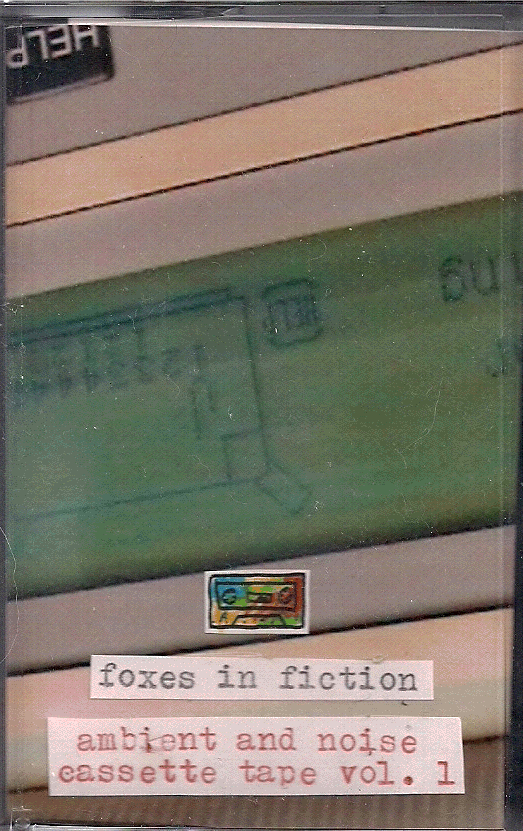 HELP
foxes in fiction
ambient and noise
cassette tape vol. 1